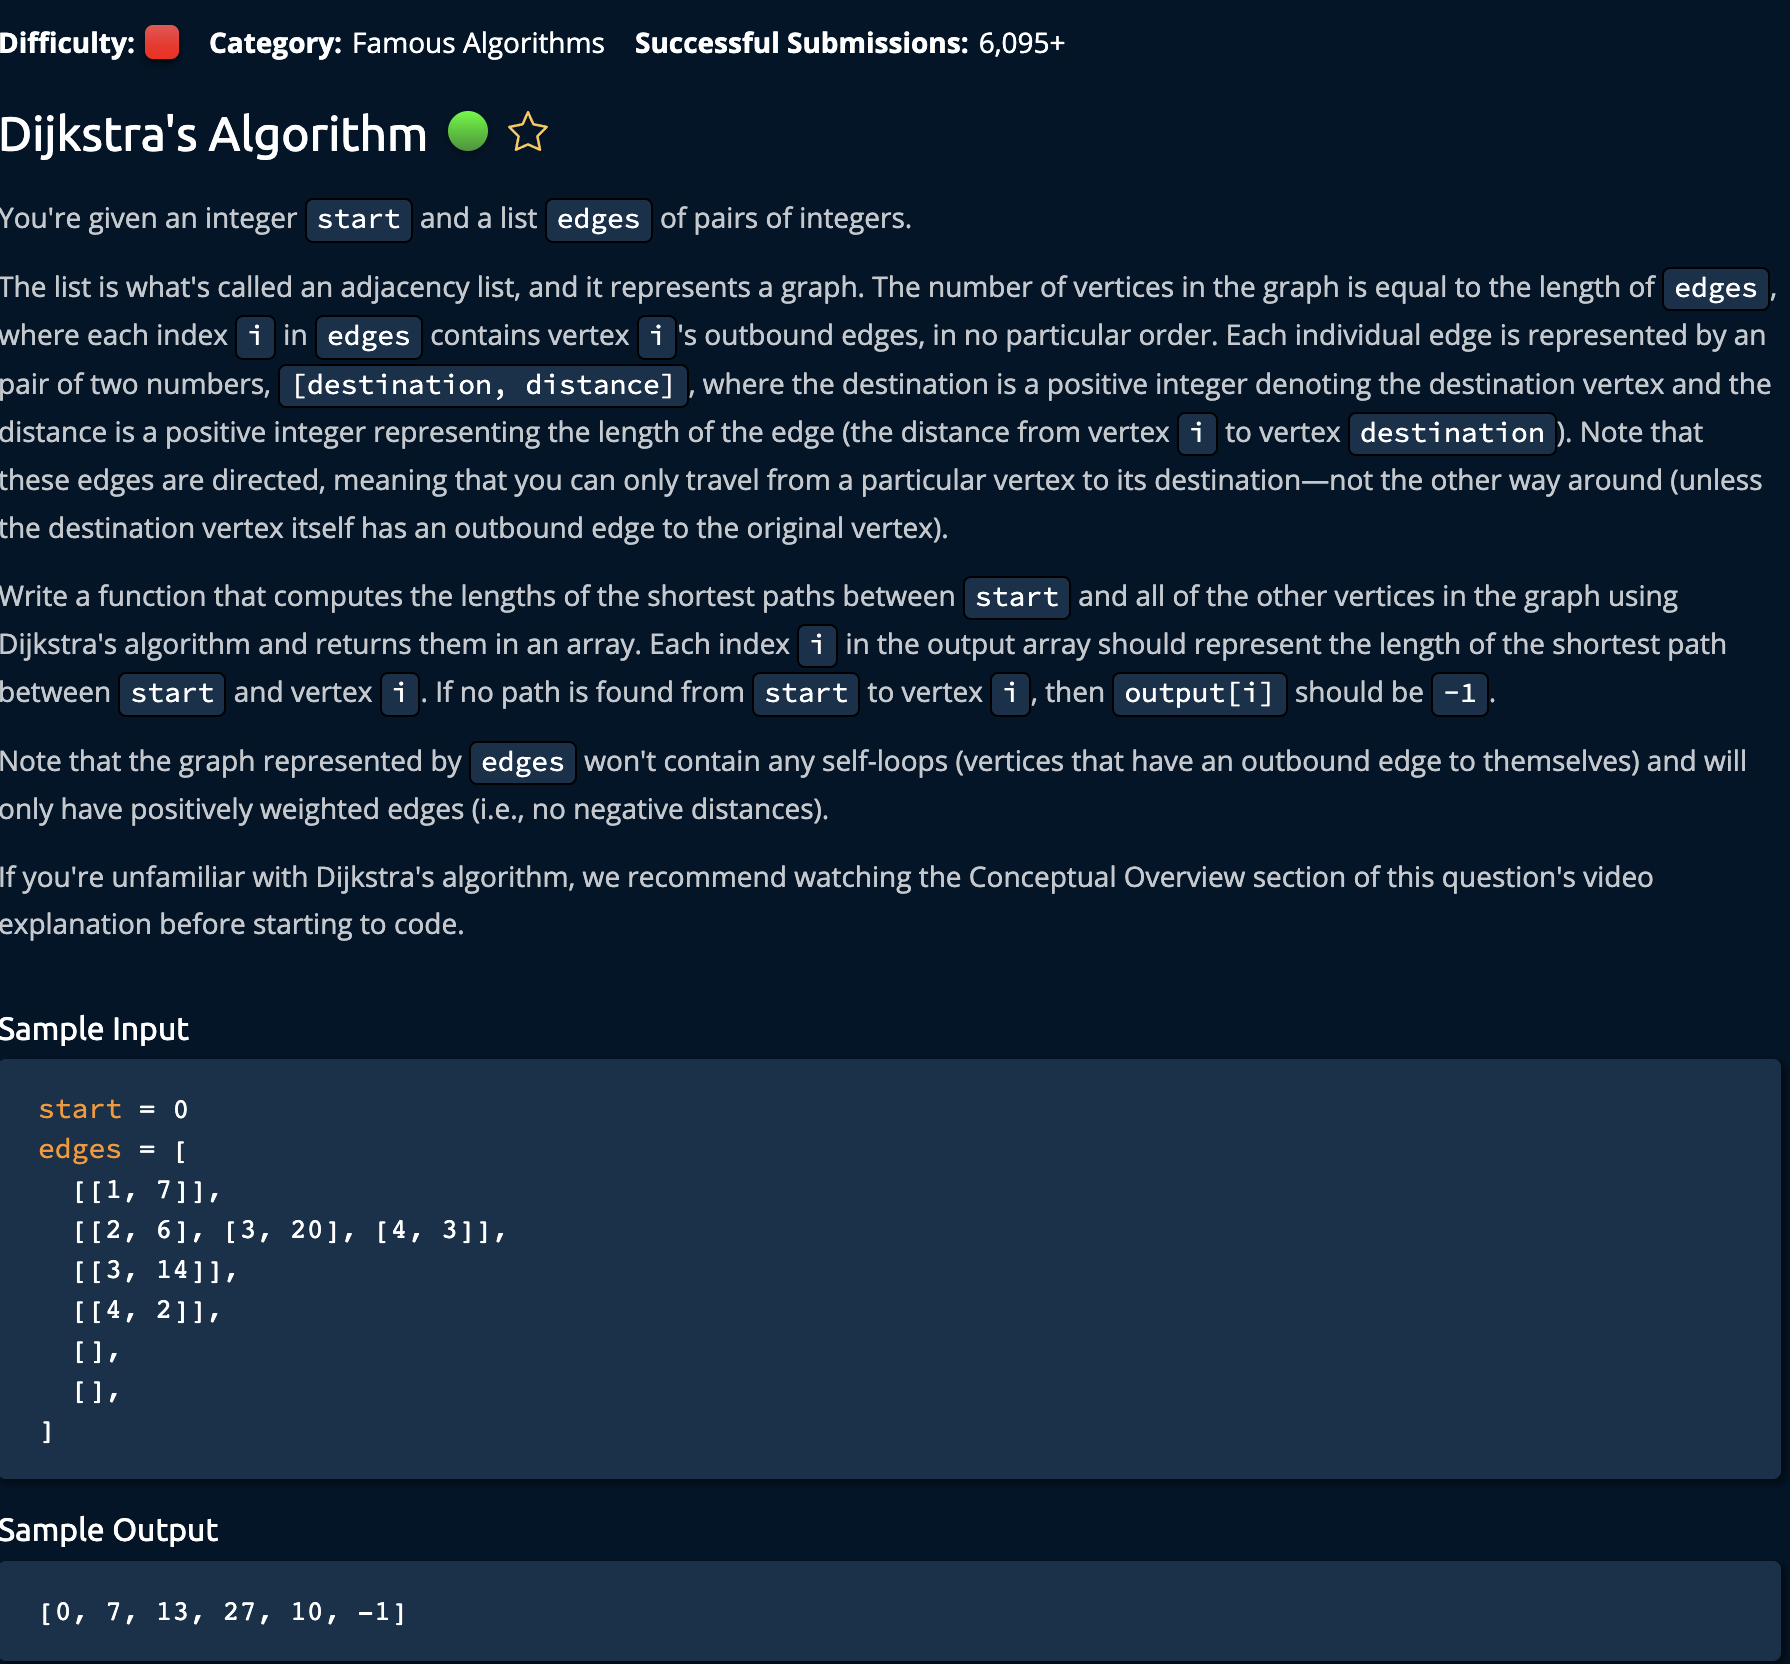 Difficulty: Category: Famous Algorithms Successful Submissions: 6,095+
Dijkstra's Algorithm
You're given an integer start and a list edges of pairs of integers.
The list is what's called an adjacency list, and it represents a graph. The number of vertices in the graph is equal to the length of edges,
where each index i in edges contains vertex i's outbound edges, in no particular order. Each individual edge is represented by an
pair of two numbers, [destination, distance], where the destination is a positive integer denoting the destination vertex and the
distance is a positive integer representing the length of the edge (the distance from vertex i to vertex destination). Note that
these edges are directed, meaning that you can only travel from a particular vertex to its destination—not the other way around (unless
the destination vertex itself has an outbound edge to the original vertex).
Write a function that computes the lengths of the shortest paths between start and all of the other vertices in the graph using
Dijkstra's algorithm and returns them in an array. Each index i in the output array should represent the length of the shortest path
between start and vertex i. If no path is found from start to vertex i, then output[i] should be -1.
Note that the graph represented by edges won't contain any self-loops (vertices that have an outbound edge to themselves) and will
only have positively weighted edges (i.e., no negative distances).
If you're unfamiliar with Dijkstra's algorithm, we recommend watching the Conceptual Overview section of this question's video
explanation before starting to code.
Sample Input
start = 0
edges = [
[[1, 7]],
[[2, 6], [3, 20], [4, 3]],
[[3, 14]],
[[4, 2]],
[],
[],
]
Sample Output
[0, 7, 13, 27, 10, -1]